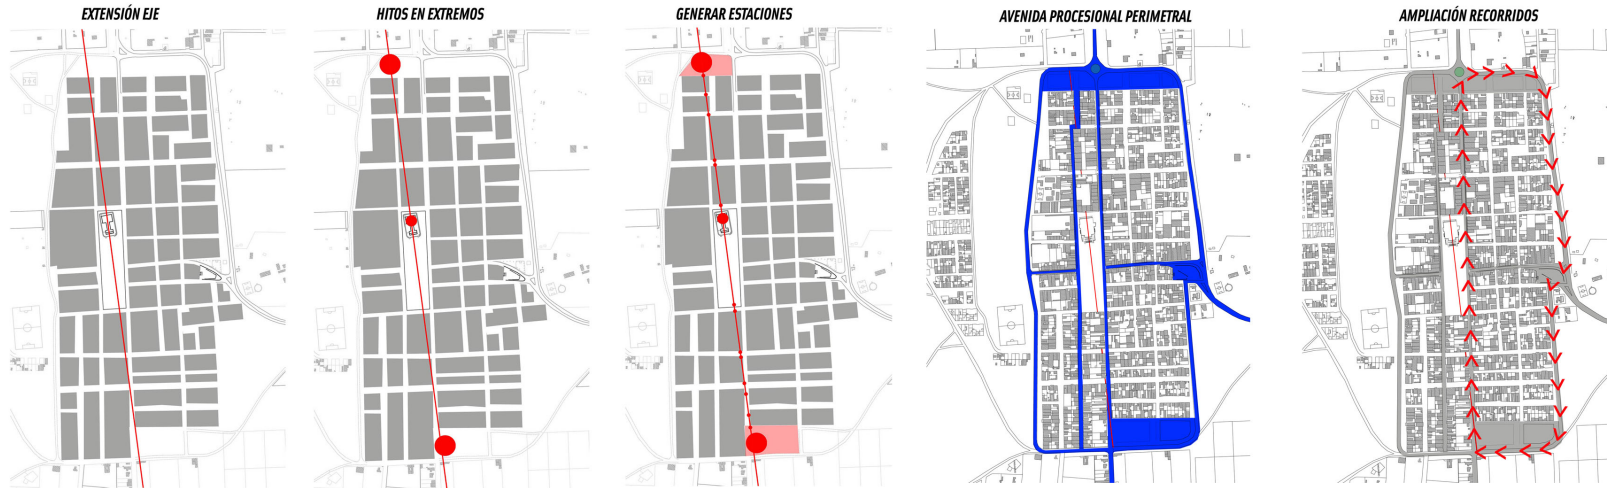 EXTENSIÓN EJE
HITOS EN EXTREMOS
GENERAR ESTACIONES
AVENIDA PROCESIONAL PERIMETRAL
AMPLIACIÓN RECORRIDOS